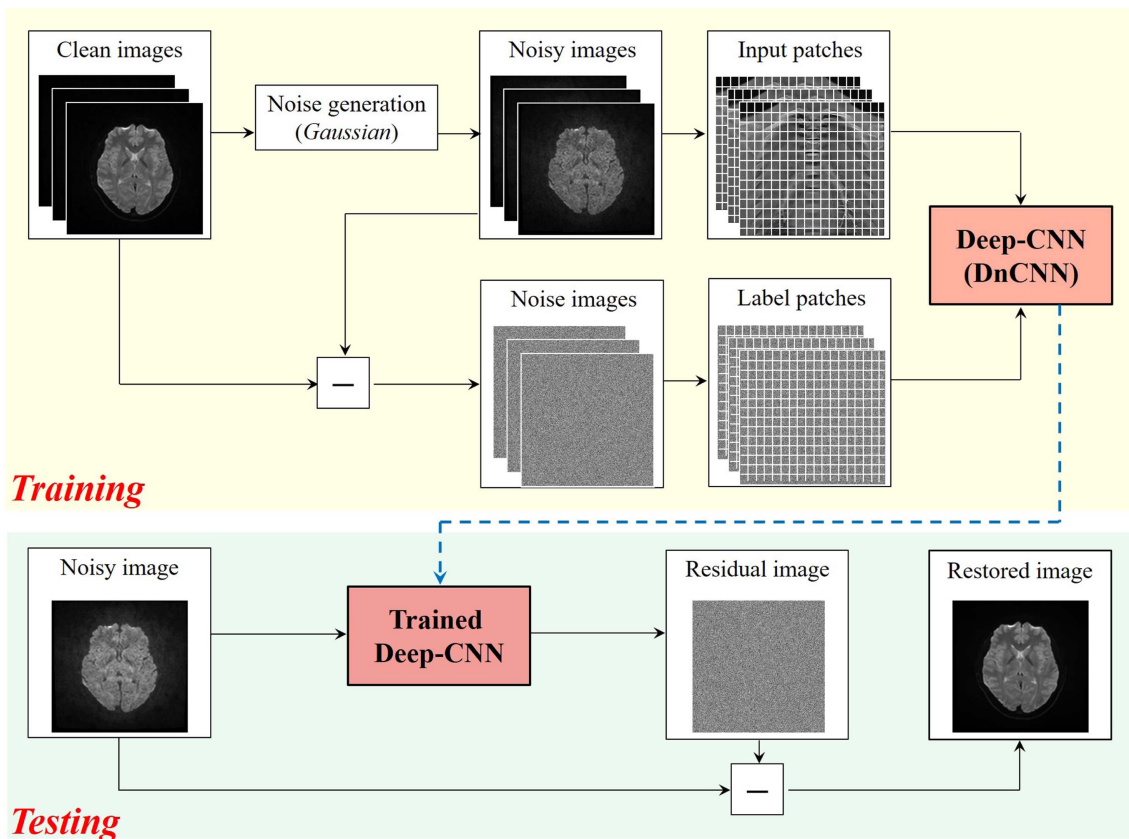 Clean images
Noise generation
(Gaussian)
Noisy images
Input patches
Deep-CNN
(DnCNN)
Noise images
Label patches
−
Training
Noisy image
Trained
Deep-CNN
Residual image
Restored image
−
Testing